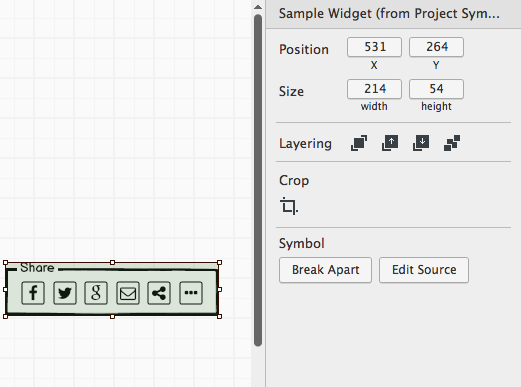 Sample Widget (from Project Sym...
Position 531 264
X Y
Size 214 54
width height
Layering
Crop
Symbol
Break Apart Edit Source
Share